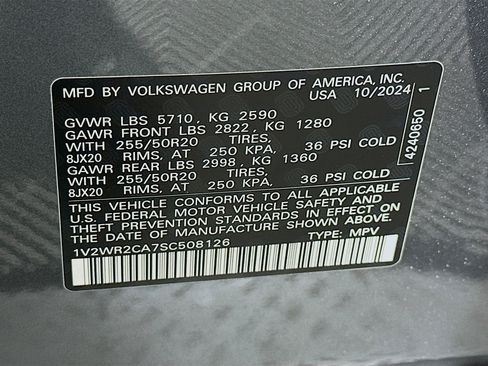 MFD BY VOLKSWAGEN GROUP OF AMERICA, INC.
USA 10/2024
GVWR LBS 5710, KG 2590
GAWR FRONT LBS 2822, KG 1280
WITH 255/50R20 TIRES,
8JX20 RIMS, AT 250 KPA, 36 PSI COLD
GAWR REAR LBS 2998, KG 1360
WITH 255/50R20 TIRES,
8JX20 RIMS, AT 250 KPA, 36 PSI COLD
THIS VEHICLE CONFORMS TO ALL APPLICABLE
U.S. FEDERAL MOTOR VEHICLE SAFETY AND
THEFT PREVENTION STANDARDS IN EFFECT ON THE
DATE OF MANUFACTURE SHOWN ABOVE.
1V2WR2CA7SC508126 TYPE: MPV
4240650 1